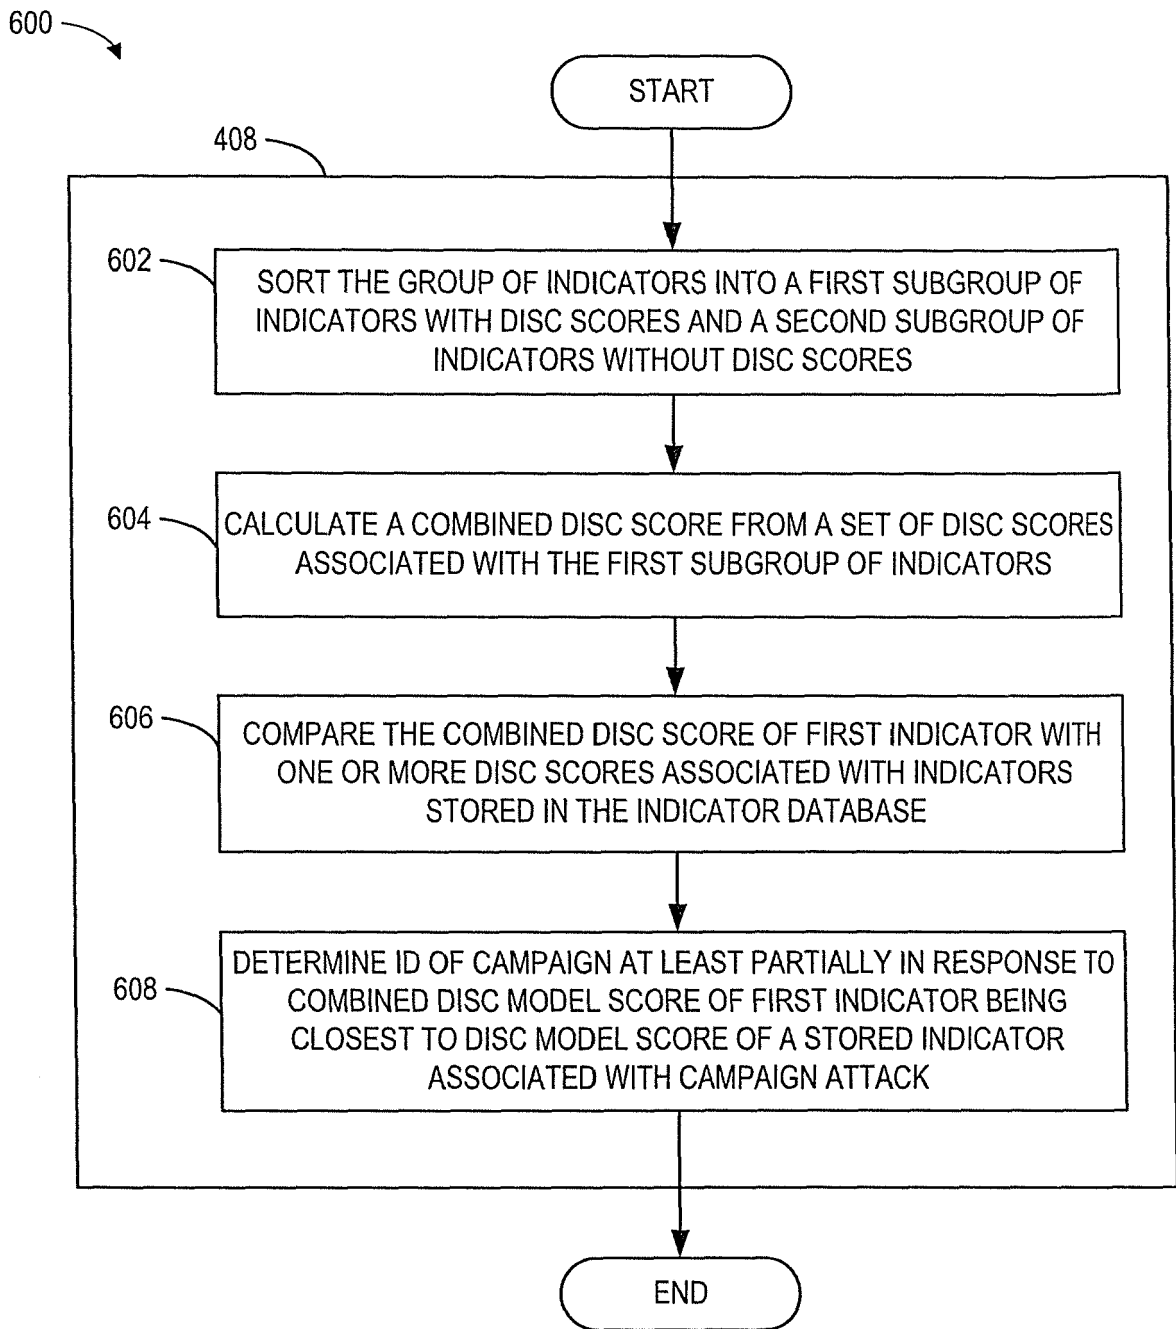 600
START
408
602
SORT THE GROUP OF INDICATORS INTO A FIRST SUBGROUP OF
INDICATORS WITH DISC SCORES AND A SECOND SUBGROUP OF
INDICATORS WITHOUT DISC SCORES
604
CALCULATE A COMBINED DISC SCORE FROM A SET OF DISC SCORES
ASSOCIATED WITH THE FIRST SUBGROUP OF INDICATORS.
606
COMPARE THE COMBINED DISC SCORE OF FIRST INDICATOR WITH
ONE OR MORE DISC SCORES ASSOCIATED WITH INDICATORS
STORED IN THE INDICATOR DATABASE
608
DETERMINE ID OF CAMPAIGN AT LEAST PARTIALLY IN RESPONSE TO
COMBINED DISC MODEL SCORE OF FIRST INDICATOR BEING
CLOSEST TO DISC MODEL SCORE OF A STORED INDICATOR
ASSOCIATED WITH CAMPAIGN ATTACK
END